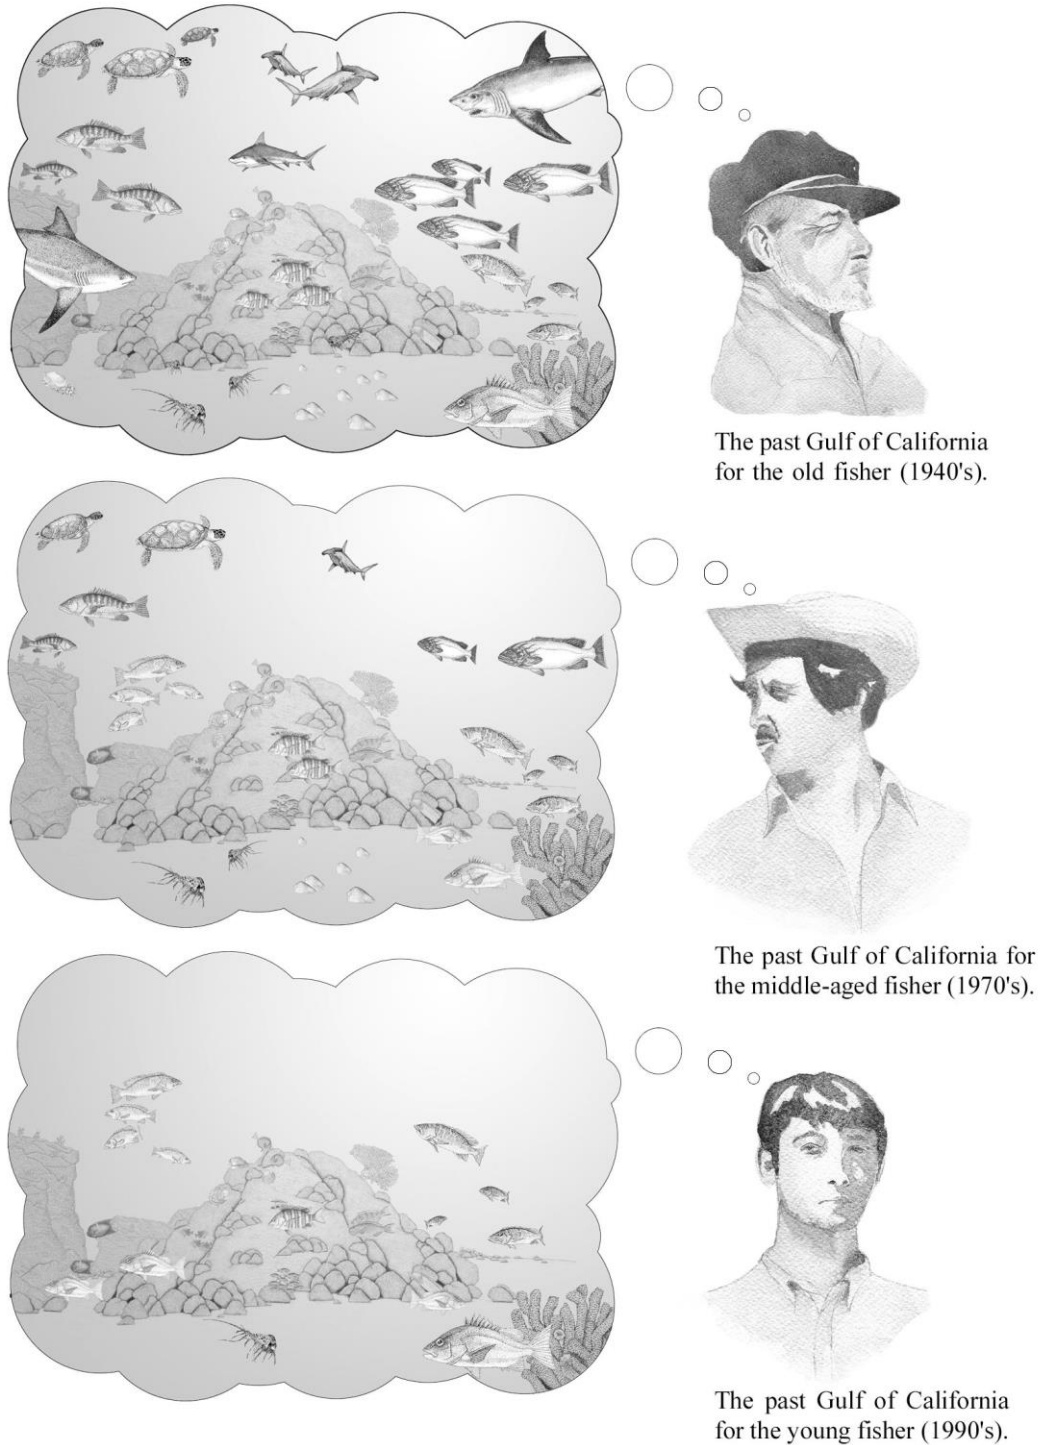 The past Gulf of California
for the old fisher (1940's).
The past Gulf of California for
the middle-aged fisher (1970's).
The past Gulf of California
for the young fisher (1990's).